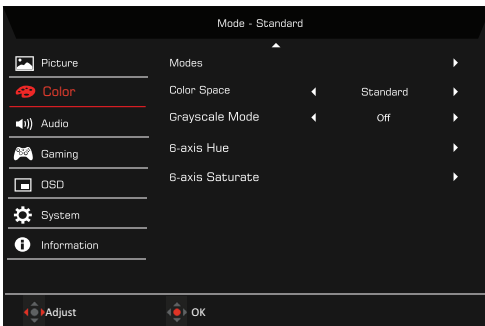 Mode - Standard
Picture
Modes
Color
Color Space Standard
Audio
Grayscale Mode Off
Gaming
6-axis Hue
OSD
6-axis Saturate
System
Information
Adjust OK